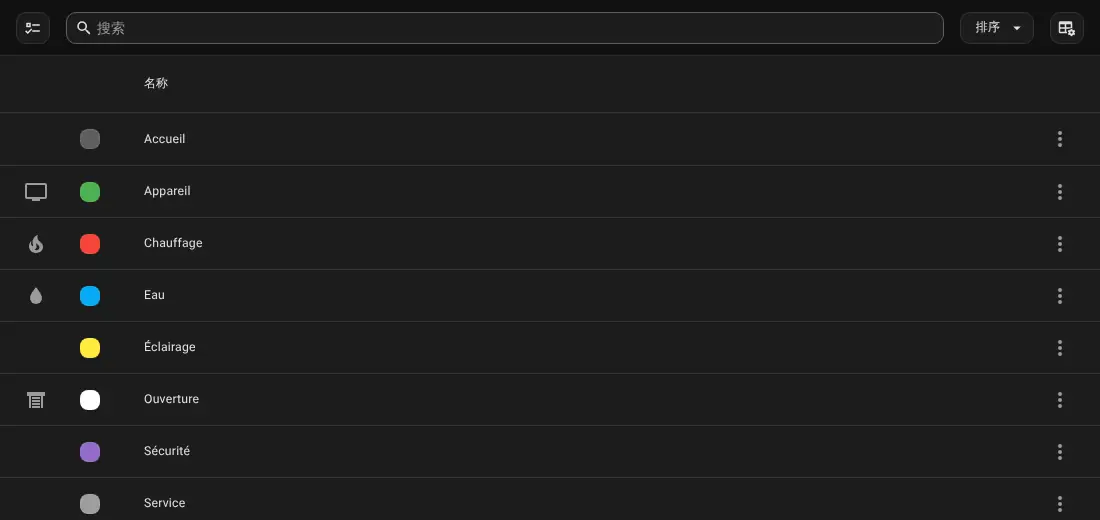 搜索
排序
名称
Accueil
Appareil
Chauffage
Eau
Éclairage
Ouverture
Sécurité
Service